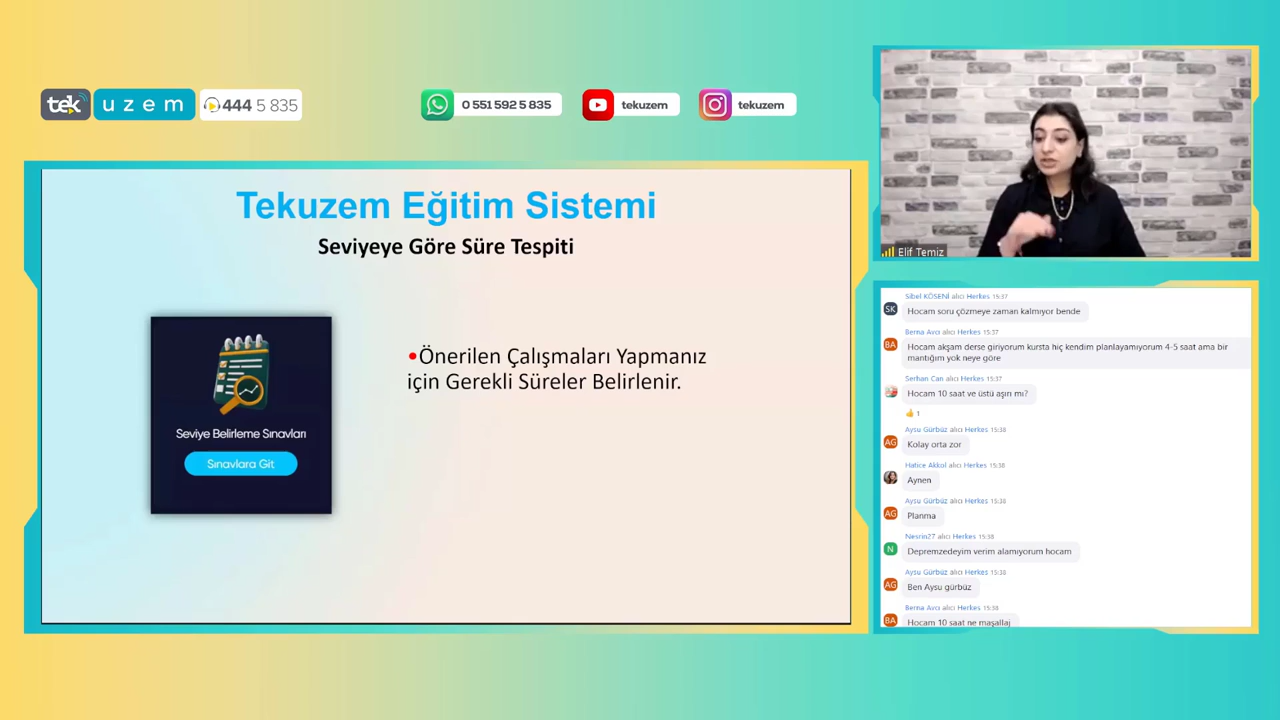 tek uzem 444 5 835
0 551 592 5 835
tekuzem
tekuzem
Tekuzem Eğitim Sistemi
Seviyeye Göre Süre Tespiti
Seviye Belirleme Sınavları
Sınavlara Git
•Önerilen Çalışmaları Yapmanız
için Gerekli Süreler Belirlenir.
Elif Temiz
Sibel KÖSENİ alıcı Herkes 15:37
SK
Hocam soru çözmeye zaman kalmıyor bende
Berna Avcı alıcı Herkes 15:37
BA
Hocam akşam derse giriyorum kursta hiç kendim planlayamıyorum 4-5 saat ama bir
mantığım yok neye göre
Serhan Can alıcı Herkes 15:37
Hocam 10 saat ve üstü aşırı mı?
👍 1
Aysu Gürbüz alıcı Herkes 15:38
AG
Kolay orta zor
Hatice Akkol alıcı Herkes 15:38
Aynen
Aysu Gürbüz alıcı Herkes 15:38
AG
Planma
Nesrin27 alıcı Herkes 15:38
N
Depremzedeyim verim alamıyorum hocam
Aysu Gürbüz alıcı Herkes 15:38
AG
Ben Aysu gürbüz
Berna Avcı alıcı Herkes 15:38
BA
Hocam 10 saat ne maşallaj